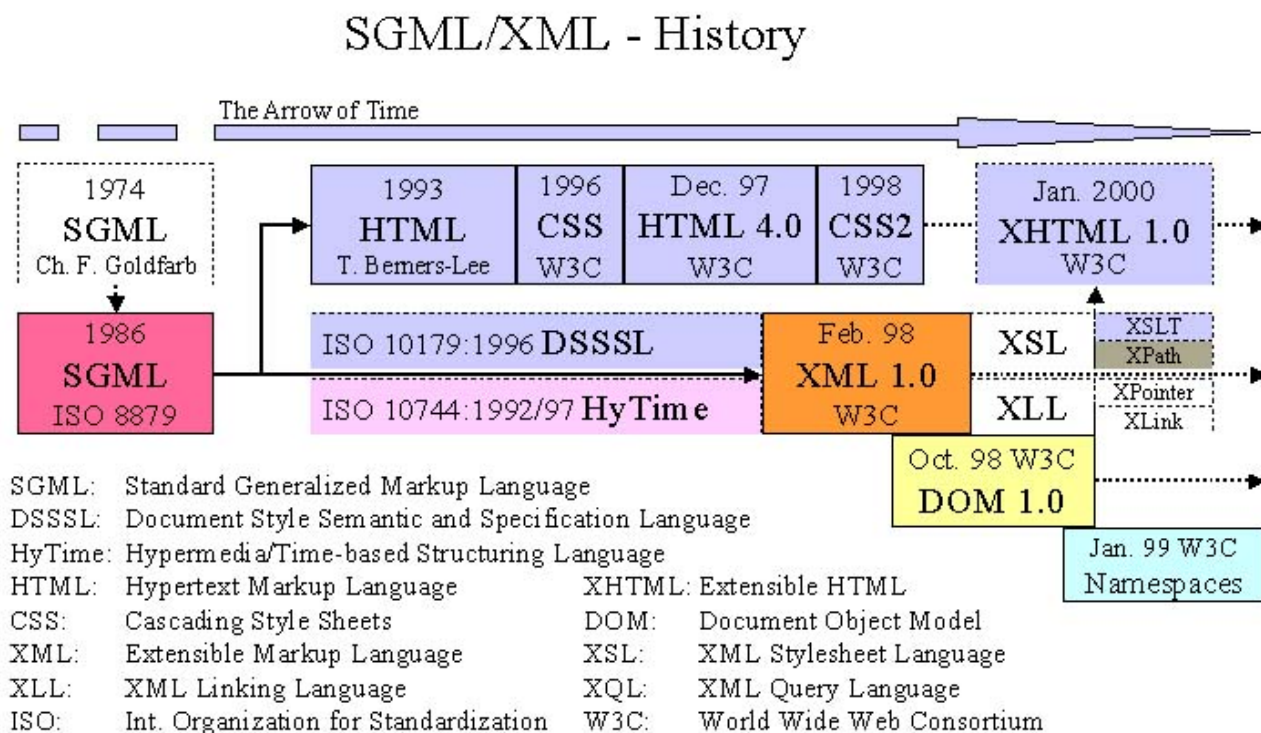 SGML/XML - History
The Arrow of Time
1974
SGML
Ch. F. Goldfarb
1993
HTML
T. Berners-Lee
1996
CSS
W3C
Dec. 97
HTML 4.0
W3C
1998
CSS2
W3C
Jan. 2000
XHTML 1.0
W3C
1986
SGML
ISO 8879
ISO 10179:1996 DSSSL
ISO 10744:1992/97 HyTime
Feb. 98
XML 1.0
W3C
XSL
XLL
XSLT
XPath
XPointer
XLink
Oct. 98 W3C
DOM 1.0
Jan. 99 W3C
Namespaces
SGML: Standard Generalized Markup Language
DSSSL: Document Style Semantic and Specification Language
HyTime: Hypermedia/Time-based Structuring Language
HTML: Hypertext Markup Language XHTML: Extensible HTML
CSS: Cascading Style Sheets DOM: Document Object Model
XML: Extensible Markup Language XSL: XML Stylesheet Language
XLL: XML Linking Language XQL: XML Query Language
ISO: Int. Organization for Standardization W3C: World Wide Web Consortium